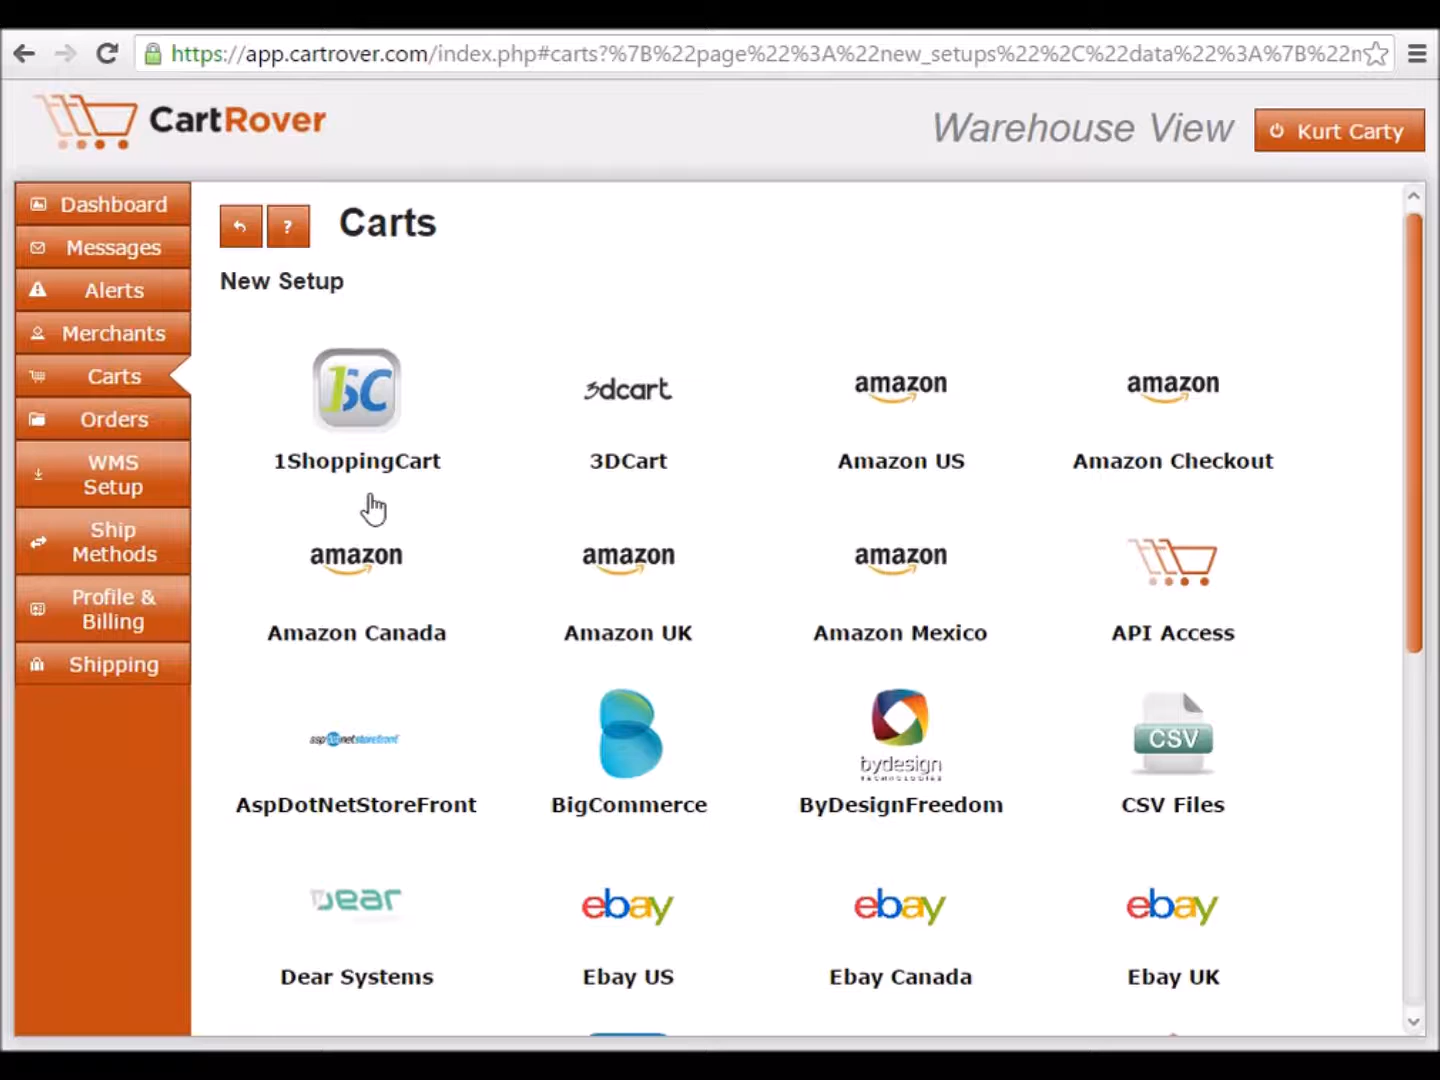 https://app.cartrover.com/index.php#carts?%7B%22page%22%3A%22new_setups%22%2C%22data%22%3A%7B%22n
CartRover
Warehouse View
Kurt Carty
Dashboard
Messages
Alerts
Merchants
Carts
Orders
WMS
Setup
Ship
Methods
Profile &
Billing
Shipping
?
Carts
New Setup
1SC
3dcart
amazon
amazon
1ShoppingCart
3DCart
Amazon US
Amazon Checkout
amazon
amazon
amazon
Amazon Canada
Amazon UK
Amazon Mexico
API Access
aspdotnetstorefront
bydesign
TECHNOLOGIES
CSV
AspDotNetStoreFront
BigCommerce
ByDesignFreedom
CSV Files
Dear
ebay
ebay
ebay
Dear Systems
Ebay US
Ebay Canada
Ebay UK